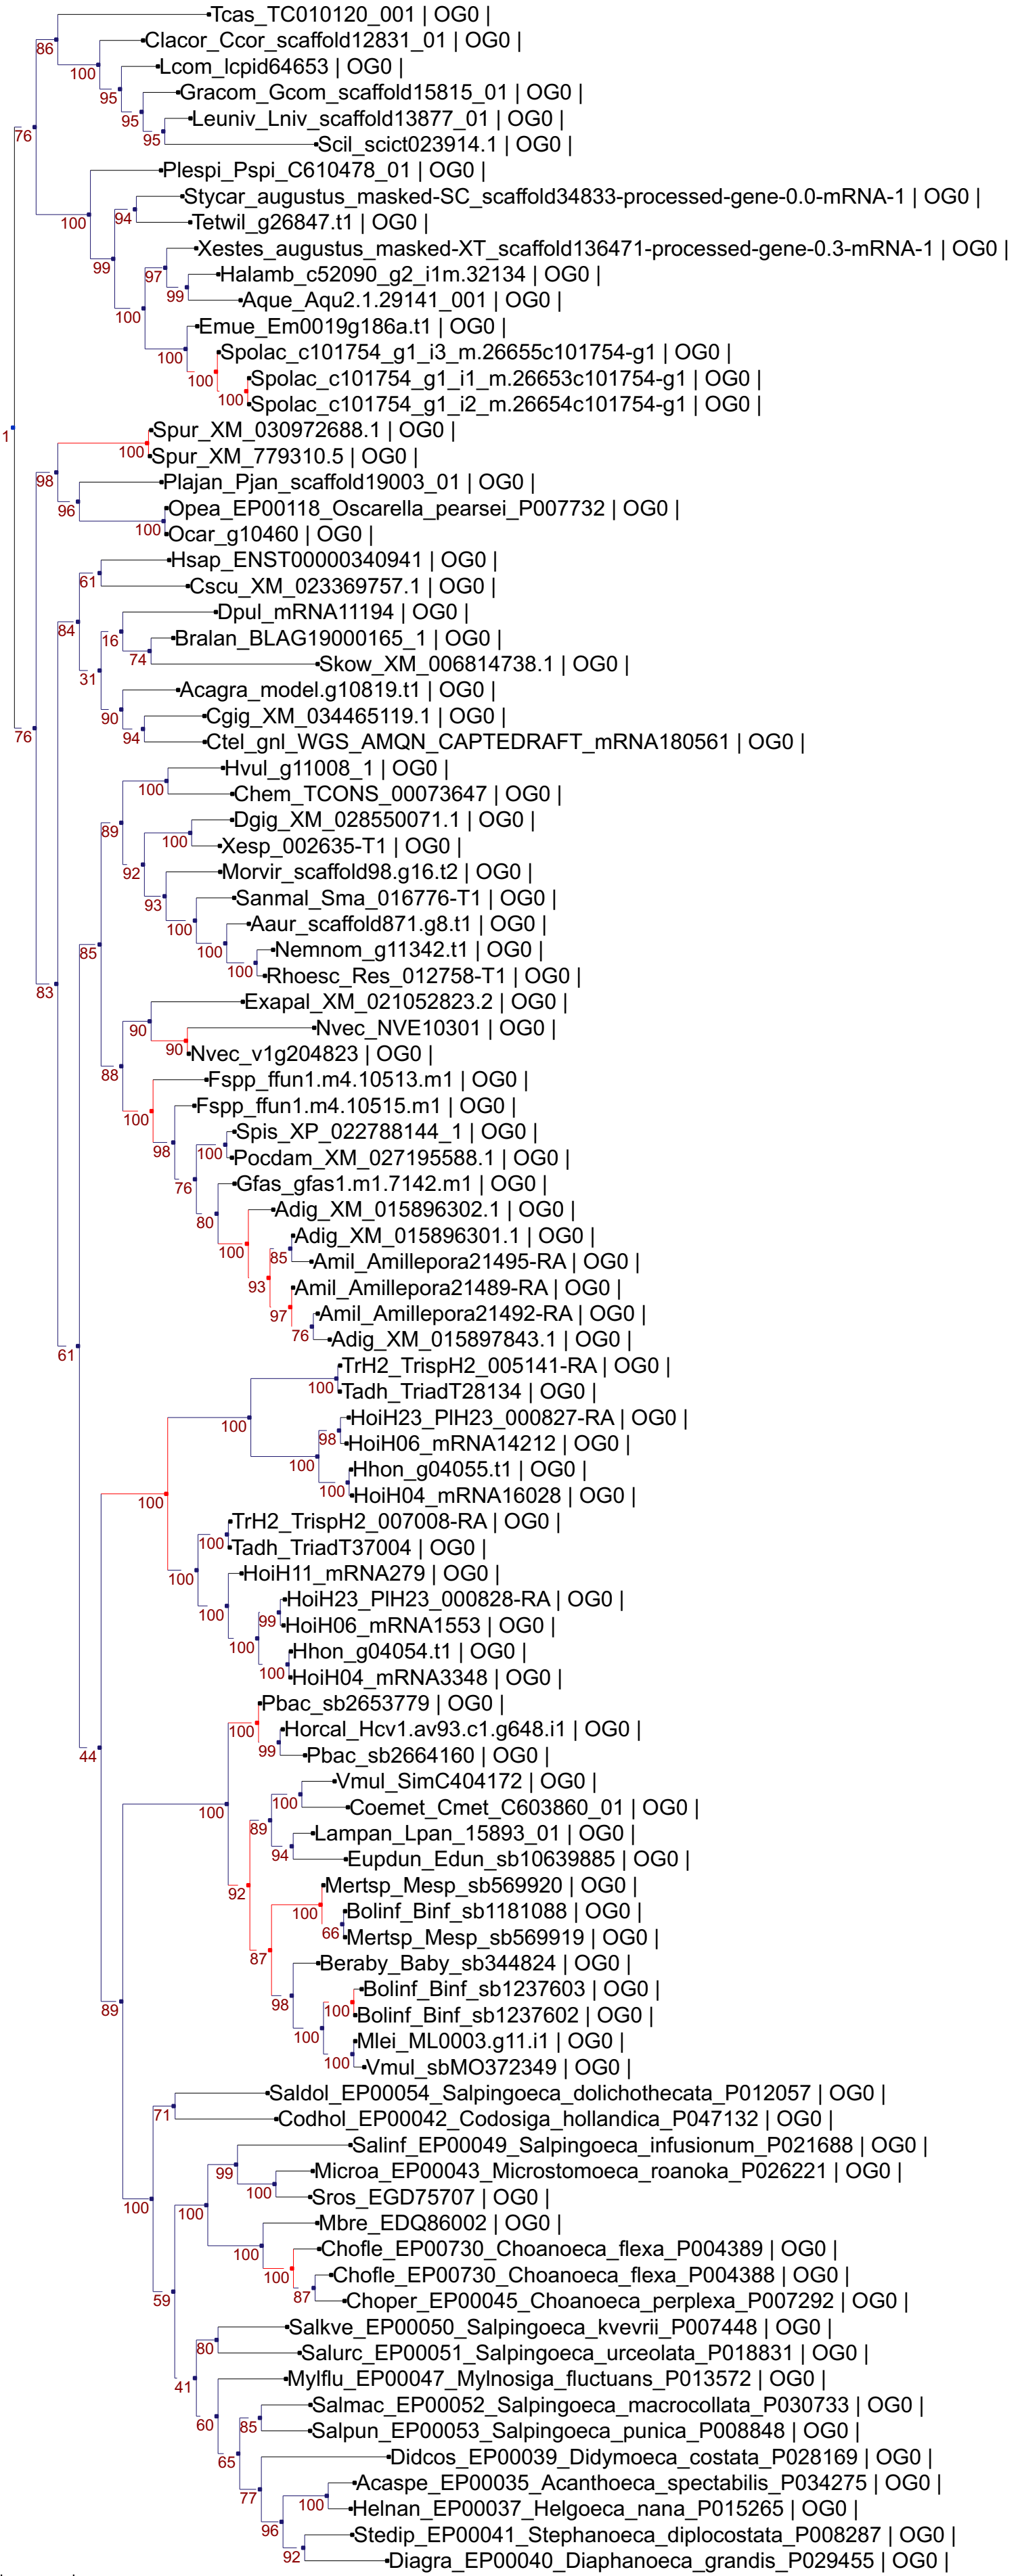 Tcas_TC010120_001 | OG0 |
86
Clacor_Ccor_scaffold12831_01 | OG0 |
100
Lcom_lcpid64653 | OG0 |
95
Gracom_Gcom_scaffold15815_01 | OG0 |
95
Leuniv_Lniv_scaffold13877_01 | OG0 |
76
95
Scil_scict023914.1 | OG0 |
Plespi_Pspi_C610478_01 | OG0 |
Stycar_augustus_masked-SC_scaffold34833-processed-gene-0.0-mRNA-1 | OG0 |
100
94
Tetwil_g26847.t1 | OG0 |
Xestes_augustus_masked-XT_scaffold136471-processed-gene-0.3-mRNA-1 | OG0 |
99
97
Halamb_c52090_g2_i1m.32134 | OG0 |
99
Aque_Aqu2.1.29141_001 | OG0 |
100
Emue_Em0019g186a.t1 | OG0 |
100
Spolac_c101754_g1_i3_m.26655c101754-g1 | OG0 |
100
Spolac_c101754_g1_i1_m.26653c101754-g1 | OG0 |
100
Spolac_c101754_g1_i2_m.26654c101754-g1 | OG0 |
1
Spur_XM_030972688.1 | OG0 |
100
Spur_XM_779310.5 | OG0 |
98
Plajan_Pjan_scaffold19003_01 | OG0 |
96
Opea_EP00118_Oscarella_pearsei_P007732 | OG0 |
100
Ocar_g10460 | OG0 |
Hsap_ENST00000340941 | OG0 |
61
Cscu_XM_023369757.1 | OG0 |
Dpul_mRNA11194 | OG0 |
84
16
Bralan_BLAG19000165_1 | OG0 |
74
Skow_XM_006814738.1 | OG0 |
31
Acagra_model.g10819.t1 | OG0 |
90
Cgig_XM_034465119.1 | OG0 |
76
94
Ctel_gnl_WGS_AMQN_CAPTEDRAFT_mRNA180561 | OG0 |
Hvul_g11008_1 | OG0 |
100
Chem_TCONS_00073647 | OG0 |
Dgig_XM_028550071.1 | OG0 |
89
100
Xesp_002635-T1 | OG0 |
92
Morvir_scaffold98.g16.t2 | OG0 |
93
Sanmal_Sma_016776-T1 | OG0 |
100
Aaur_scaffold871.g8.t1 | OG0 |
85
100
Nemnom_g11342.t1 | OG0 |
100
Rhoesc_Res_012758-T1 | OG0 |
83
Exapal_XM_021052823.2 | OG0 |
90
Nvec_NVE10301 | OG0 |
90
Nvec_v1g204823 | OG0 |
88
Fspp_ffun1.m4.10513.m1 | OG0 |
100
Fspp_ffun1.m4.10515.m1 | OG0 |
Spis_XP_022788144_1 | OG0 |
98
100
Pocdam_XM_027195588.1 | OG0 |
76
Gfas_gfas1.m1.7142.m1 | OG0 |
Adig_XM_015896302.1 | OG0 |
80
Adig_XM_015896301.1 | OG0 |
100
85
Amil_Amillepora21495-RA | OG0 |
93
Amil_Amillepora21489-RA | OG0 |
97
Amil_Amillepora21492-RA | OG0 |
76
Adig_XM_015897843.1 | OG0 |
61
TrH2_TrispH2_005141-RA | OG0 |
100
Tadh_TriadT28134 | OG0 |
100
HoiH23_PlH23_000827-RA | OG0 |
98
HoiH06_mRNA14212 | OG0 |
100
Hhon_g04055.t1 | OG0 |
100
HoiH04_mRNA16028 | OG0 |
100
TrH2_TrispH2_007008-RA | OG0 |
100
Tadh_TriadT37004 | OG0 |
100
HoiH11_mRNA279 | OG0 |
HoiH23_PlH23_000828-RA | OG0 |
100
99
HoiH06_mRNA1553 | OG0 |
100
Hhon_g04054.t1 | OG0 |
100
HoiH04_mRNA3348 | OG0 |
Pbac_sb2653779 | OG0 |
100
Horcal_Hcv1.av93.c1.g648.i1 | OG0 |
44
99
Pbac_sb2664160 | OG0 |
Vmul_SimC404172 | OG0 |
100
100
Coemet_Cmet_C603860_01 | OG0 |
89
Lampan_Lpan_15893_01 | OG0 |
94
Eupdun_Edun_sb10639885 | OG0 |
92
Mertsp_Mesp_sb569920 | OG0 |
100
Bolinf_Binf_sb1181088 | OG0 |
66
Mertsp_Mesp_sb569919 | OG0 |
87
Beraby_Baby_sb344824 | OG0 |
Bolinf_Binf_sb1237603 | OG0 |
89
98
100
Bolinf_Binf_sb1237602 | OG0 |
100
Mlei_ML0003.g11.i1 | OG0 |
100
Vmul_sbMO372349 | OG0 |
Saldol_EP00054_Salpingoeca_dolichothecata_P012057 | OG0 |
71
Codhol_EP00042_Codosiga_hollandica_P047132 | OG0 |
Salinf_EP00049_Salpingoeca_infusionum_P021688 | OG0 |
99
Microa_EP00043_Microstomoeca_roanoka_P026221 | OG0 |
100
Sros_EGD75707 | OG0 |
100
100
Mbre_EDQ86002 | OG0 |
100
Chofle_EP00730_Choanoeca_flexa_P004389 | OG0 |
100
Chofle_EP00730_Choanoeca_flexa_P004388 | OG0 |
59
87
Choper_EP00045_Choanoeca_perplexa_P007292 | OG0 |
Salkve_EP00050_Salpingoeca_kvevrii_P007448 | OG0 |
80
Salurc_EP00051_Salpingoeca_urceolata_P018831 | OG0 |
41
Mylflu_EP00047_Mylnosiga_fluctuans_P013572 | OG0 |
Salmac_EP00052_Salpingoeca_macrocollata_P030733 | OG0 |
60
85
Salpun_EP00053_Salpingoeca_punica_P008848 | OG0 |
65
Didcos_EP00039_Didymoeca_costata_P028169 | OG0 |
77
Acaspe_EP00035_Acanthoeca_spectabilis_P034275 | OG0 |
100
Helnan_EP00037_Helgoeca_nana_P015265 | OG0 |
96
Stedip_EP00041_Stephanoeca_diplocostata_P008287 | OG0 |
92
Diagra_EP00040_Diaphanoeca_grandis_P029455 | OG0 |